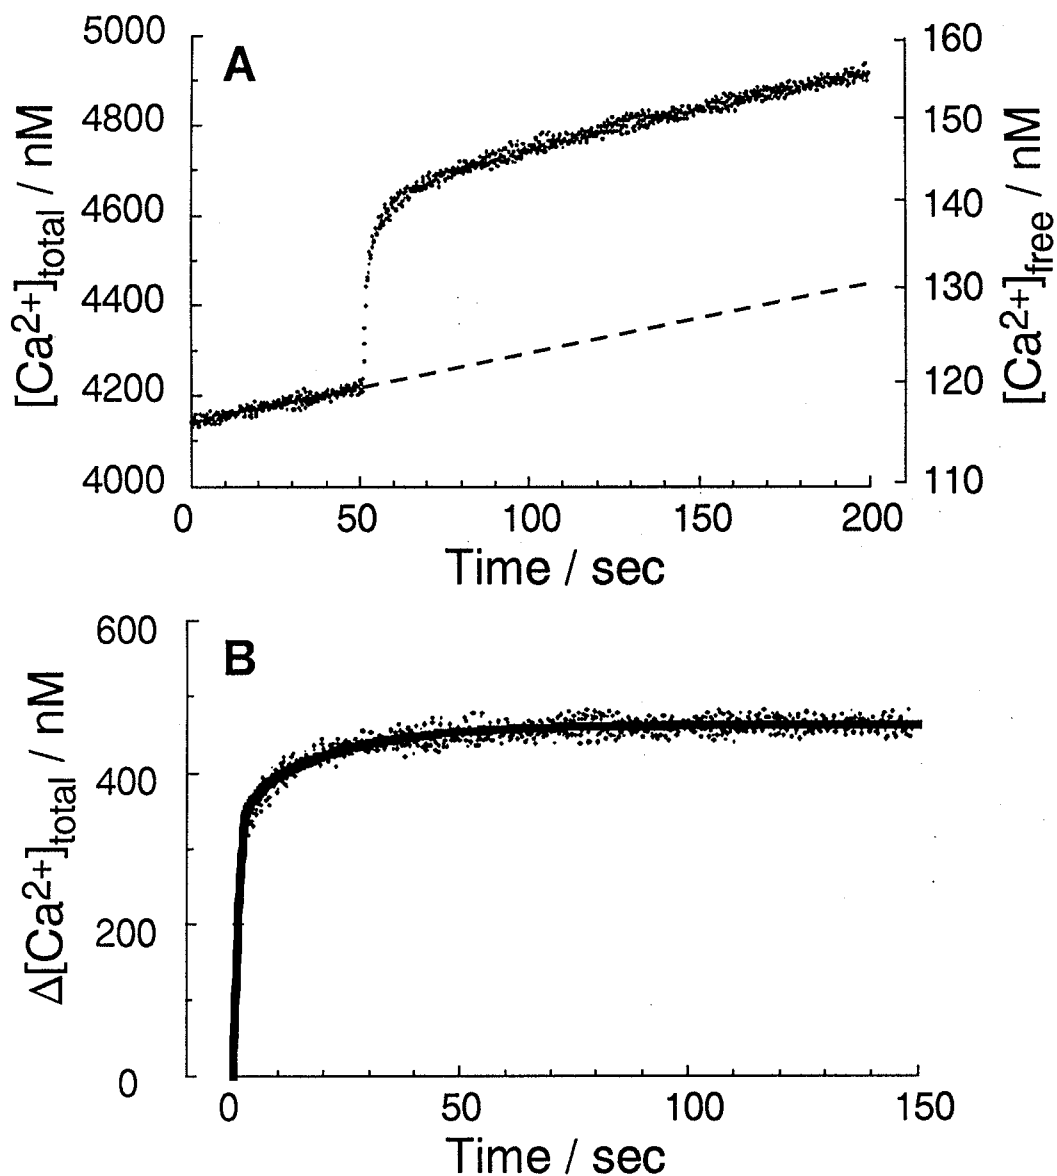 A
[Ca2+]total / nM
5000
4800
4600
4400
4200
4000
[Ca2+]free / nM
160
150
140
130
120
110
0 50 100 150 200
Time / sec
B
Δ[Ca2+]total / nM
600
400
200
0
0 50 100 150
Time / sec